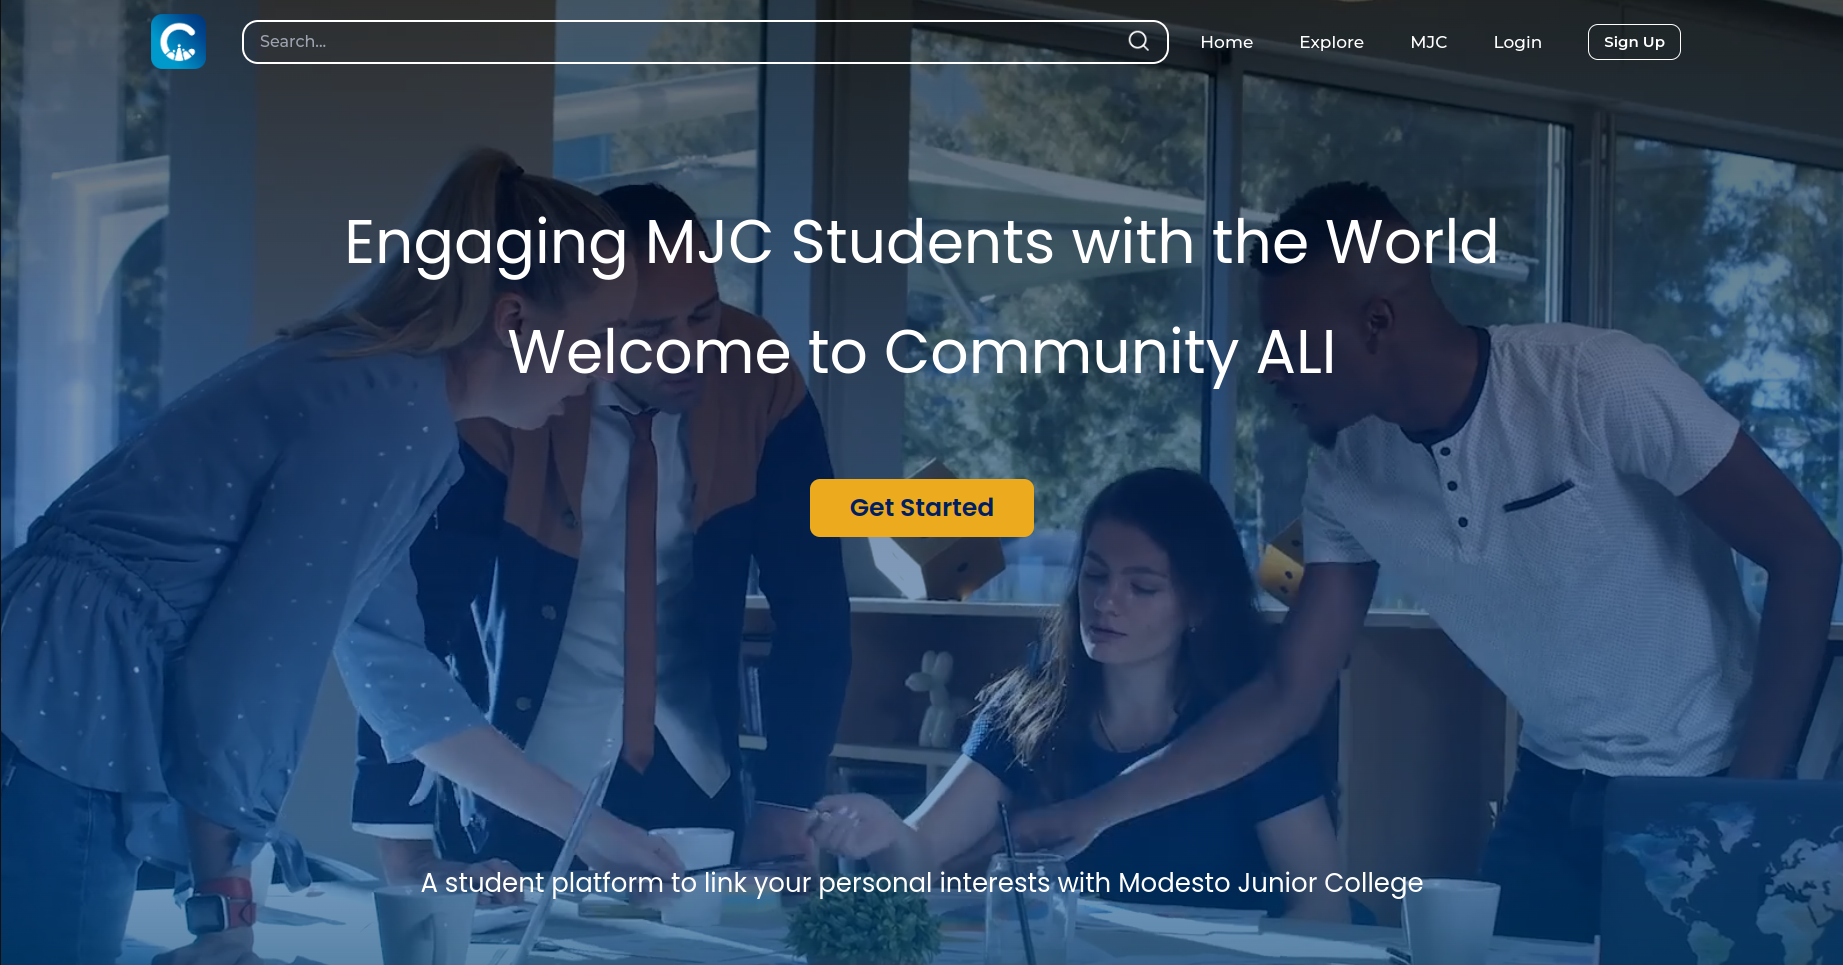 Search...
Home
Explore
MJC
Login
Sign Up
Engaging MJC Students with the World
Welcome to Community ALI
Get Started
A student platform to link your personal interests with Modesto Junior College